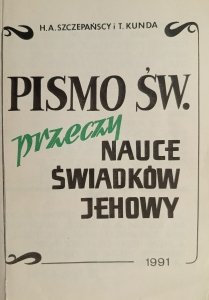 H. A. SZCZEPAŃSCY i T. KUNDA
PISMO ŚW.
przeczy
NAUCE
ŚWIADKÓW
JEHOWY
1991